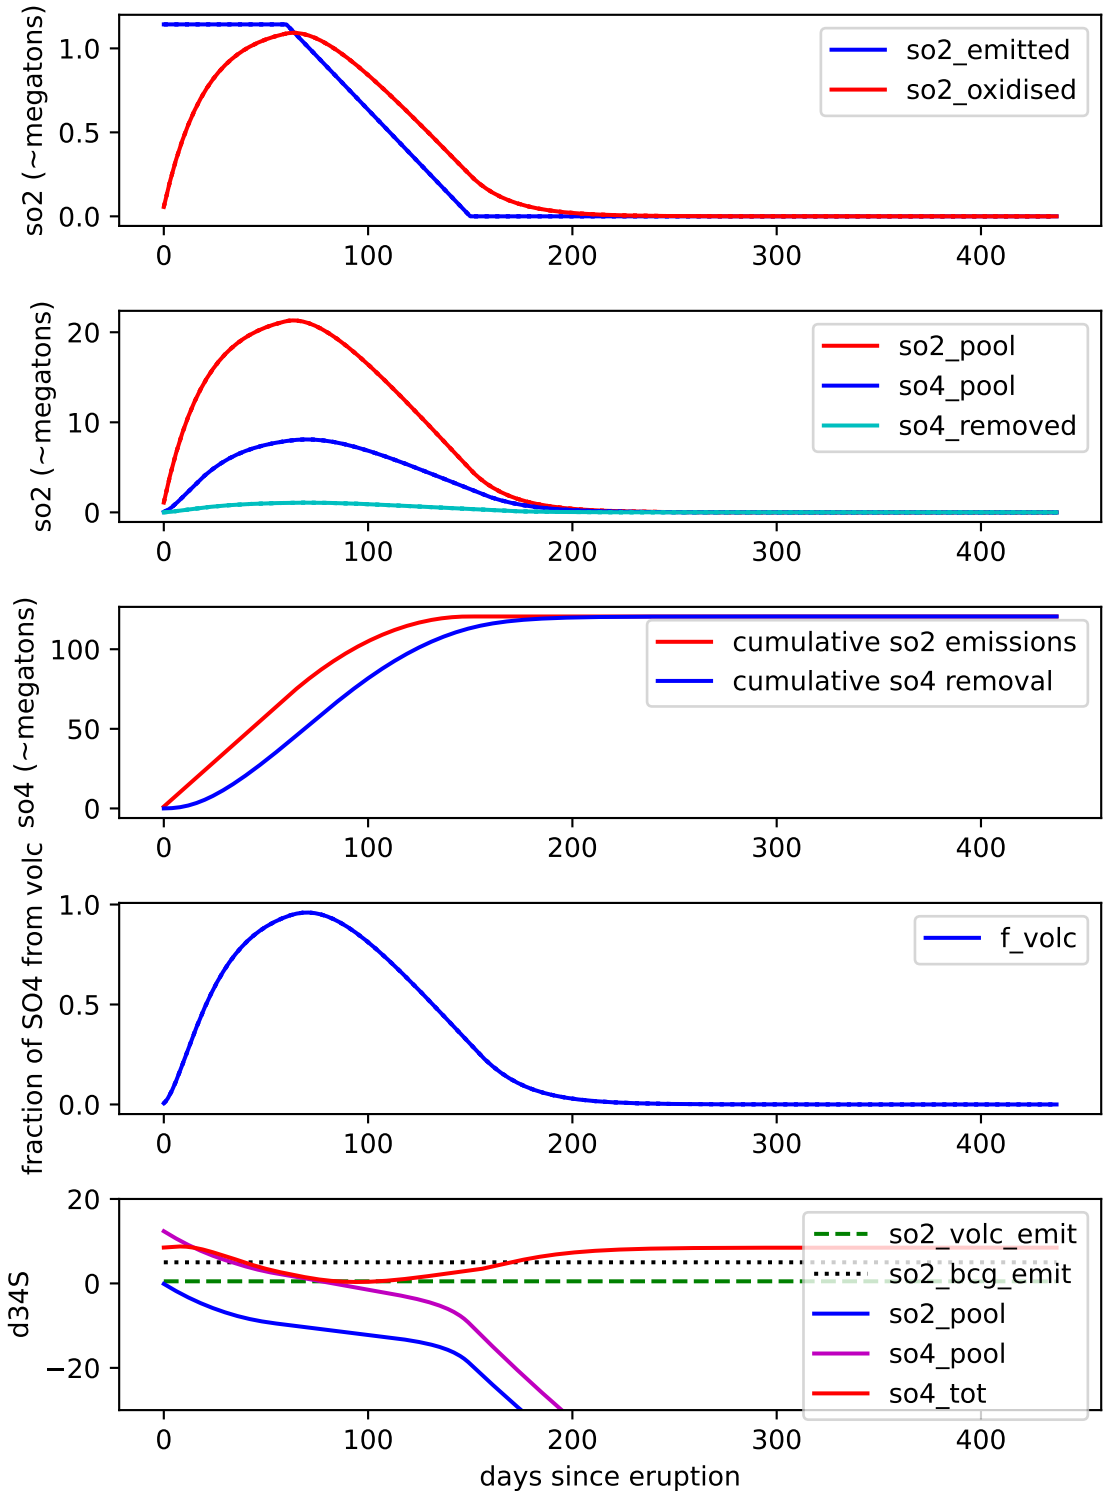 so2 (~megatons)
1.0
0.5
0.0
so2_emitted
so2_oxidised
0 100 200 300 400
so2 (~megatons)
20
10
0
so2_pool
so4_pool
so4_removed
0 100 200 300 400
so4 (~megatons)
100
50
0
cumulative so2 emissions
cumulative so4 removal
0 100 200 300 400
fraction of SO4 from volc
1.0
0.5
0.0
f_volc
0 100 200 300 400
d34S
20
0
−20
so2_volc_emit
so2_bcg_emit
so2_pool
so4_pool
so4_tot
0 100 200 300 400
days since eruption